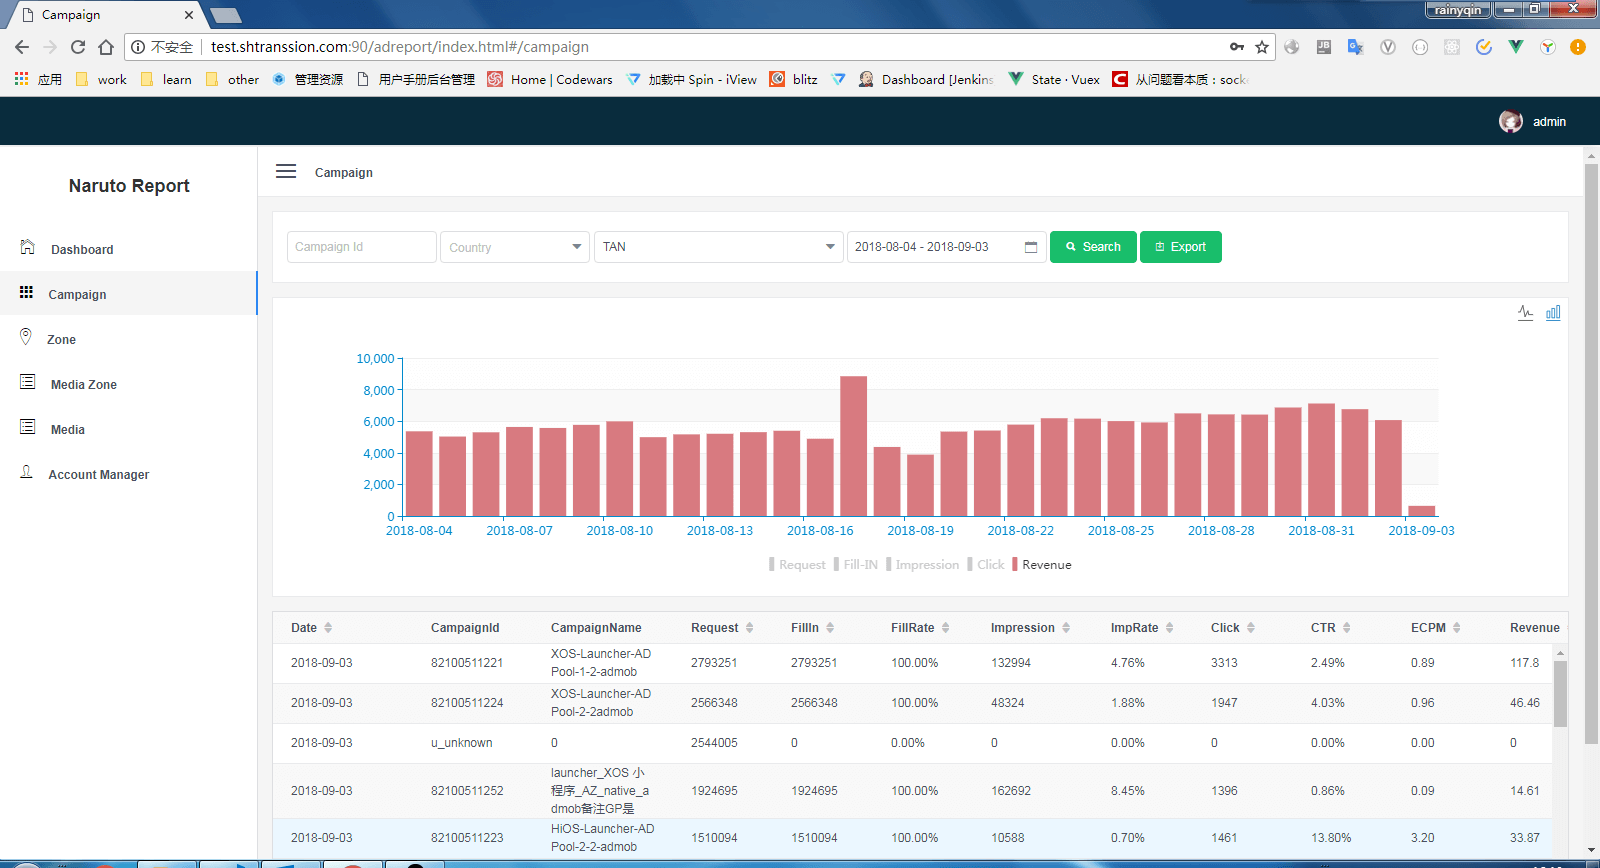 Campaign
rainyqin
不安全 test.shtranssion.com:90/adreport/index.html#/campaign
应用 work learn other 管理资源 用户手册后台管理 Home | Codewars 加载中 Spin - iView blitz Dashboard [Jenkins State · Vuex 从问题看本质：socke
admin
Naruto Report
Campaign
Dashboard
Campaign
Zone
Media Zone
Media
Account Manager
Campaign Id Country TAN 2018-08-04 - 2018-09-03 Search Export
10,000
8,000
6,000
4,000
2,000
0
2018-08-04 2018-08-07 2018-08-10 2018-08-13 2018-08-16 2018-08-19 2018-08-22 2018-08-25 2018-08-28 2018-08-31 2018-09-03
Request Fill-IN Impression Click Revenue
Date CampaignId CampaignName Request FillIn FillRate Impression ImpRate Click CTR ECPM Revenue
2018-09-03 82100511221 XOS-Launcher-AD Pool-1-2-admob 2793251 2793251 100.00% 132994 4.76% 3313 2.49% 0.89 117.8
2018-09-03 82100511224 XOS-Launcher-AD Pool-2-2admob 2566348 2566348 100.00% 48324 1.88% 1947 4.03% 0.96 46.46
2018-09-03 u_unknown 0 2544005 0 0.00% 0 0.00% 0 0.00% 0.00 0
2018-09-03 82100511252 launcher_XOS 小程序_AZ_native_admob备注GP是 1924695 1924695 100.00% 162692 8.45% 1396 0.86% 0.09 14.61
2018-09-03 82100511223 HiOS-Launcher-AD Pool-2-2-admob 1510094 1510094 100.00% 10588 0.70% 1461 13.80% 3.20 33.87